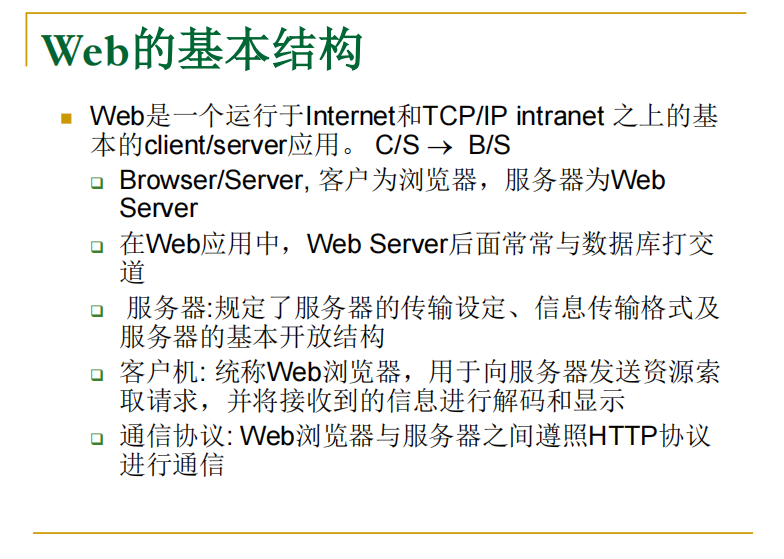 Web的基本结构
Web是一个运行于Internet和TCP/IP intranet 之上的基
本的client/server应用。 C/S → B/S
Browser/Server, 客户为浏览器，服务器为Web
Server
在Web应用中，Web Server后面常常与数据库打交
道
服务器:规定了服务器的传输设定、信息传输格式及
服务器的基本开放结构
客户机: 统称Web浏览器，用于向服务器发送资源索
取请求，并将接收到的信息进行解码和显示
通信协议: Web浏览器与服务器之间遵照HTTP协议
进行通信